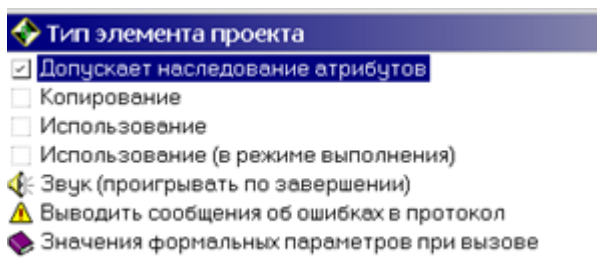 Тип элемента проекта
Допускает наследование атрибутов
Копирование
Использование
Использование (в режиме выполнения)
Звук (проигрывать по завершении)
Выводить сообщения об ошибках в протокол
Значения формальных параметров при вызове